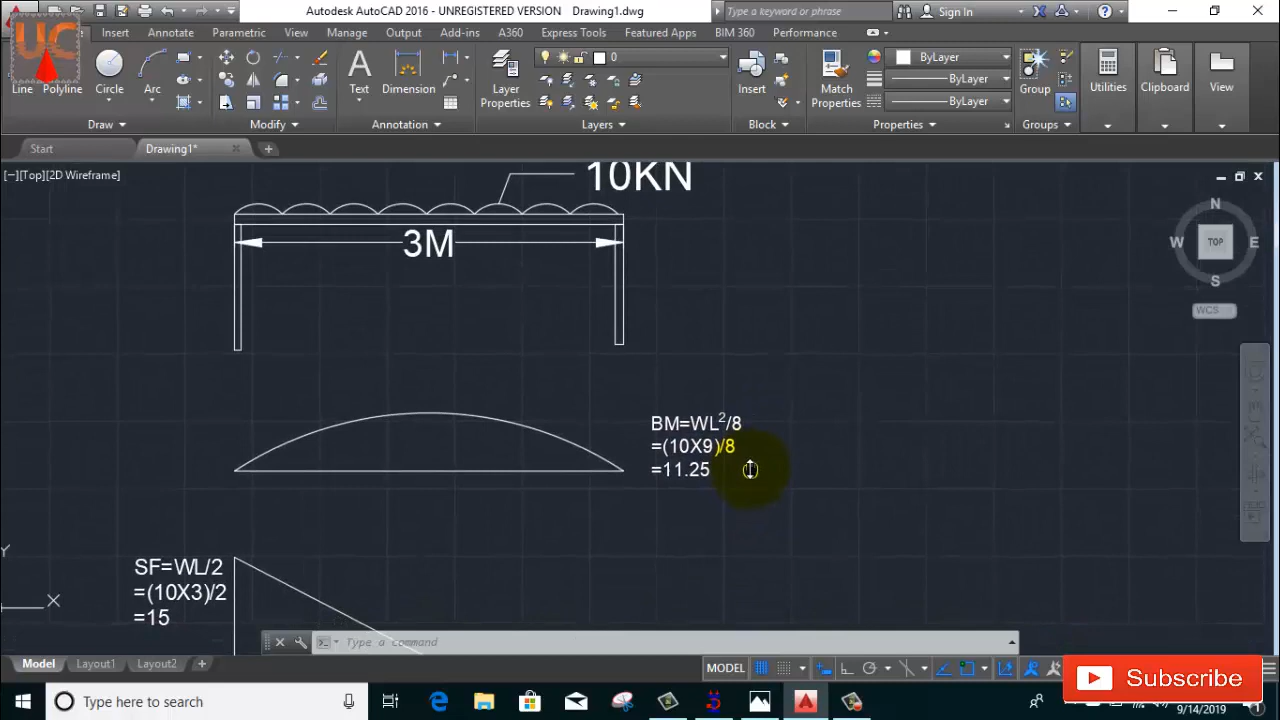 Autodesk AutoCAD 2016 - UNREGISTERED VERSION Drawing1.dwg
Type a keyword or phrase
Sign In
UC
Insert Annotate Parametric View Manage Output Add-ins A360 Express Tools Featured Apps BIM 360 Performance
Line Polyline Circle Arc
Text Dimension
Layer Properties
0
Insert
Match Properties
ByLayer
ByLayer
ByLayer
Group
Utilities
Clipboard
View
Draw Modify Annotation Layers Block Properties Groups
Start Drawing1*
[−][Top][2D Wireframe]
10KN
3M
N
W TOP E
S
WCS
BM=WL²/8
=(10X9)/8
=11.25
SF=WL/2
=(10X3)/2
=15
Y
X
Type a command
Model Layout1 Layout2
MODEL
Subscribe
Type here to search
9/14/2019